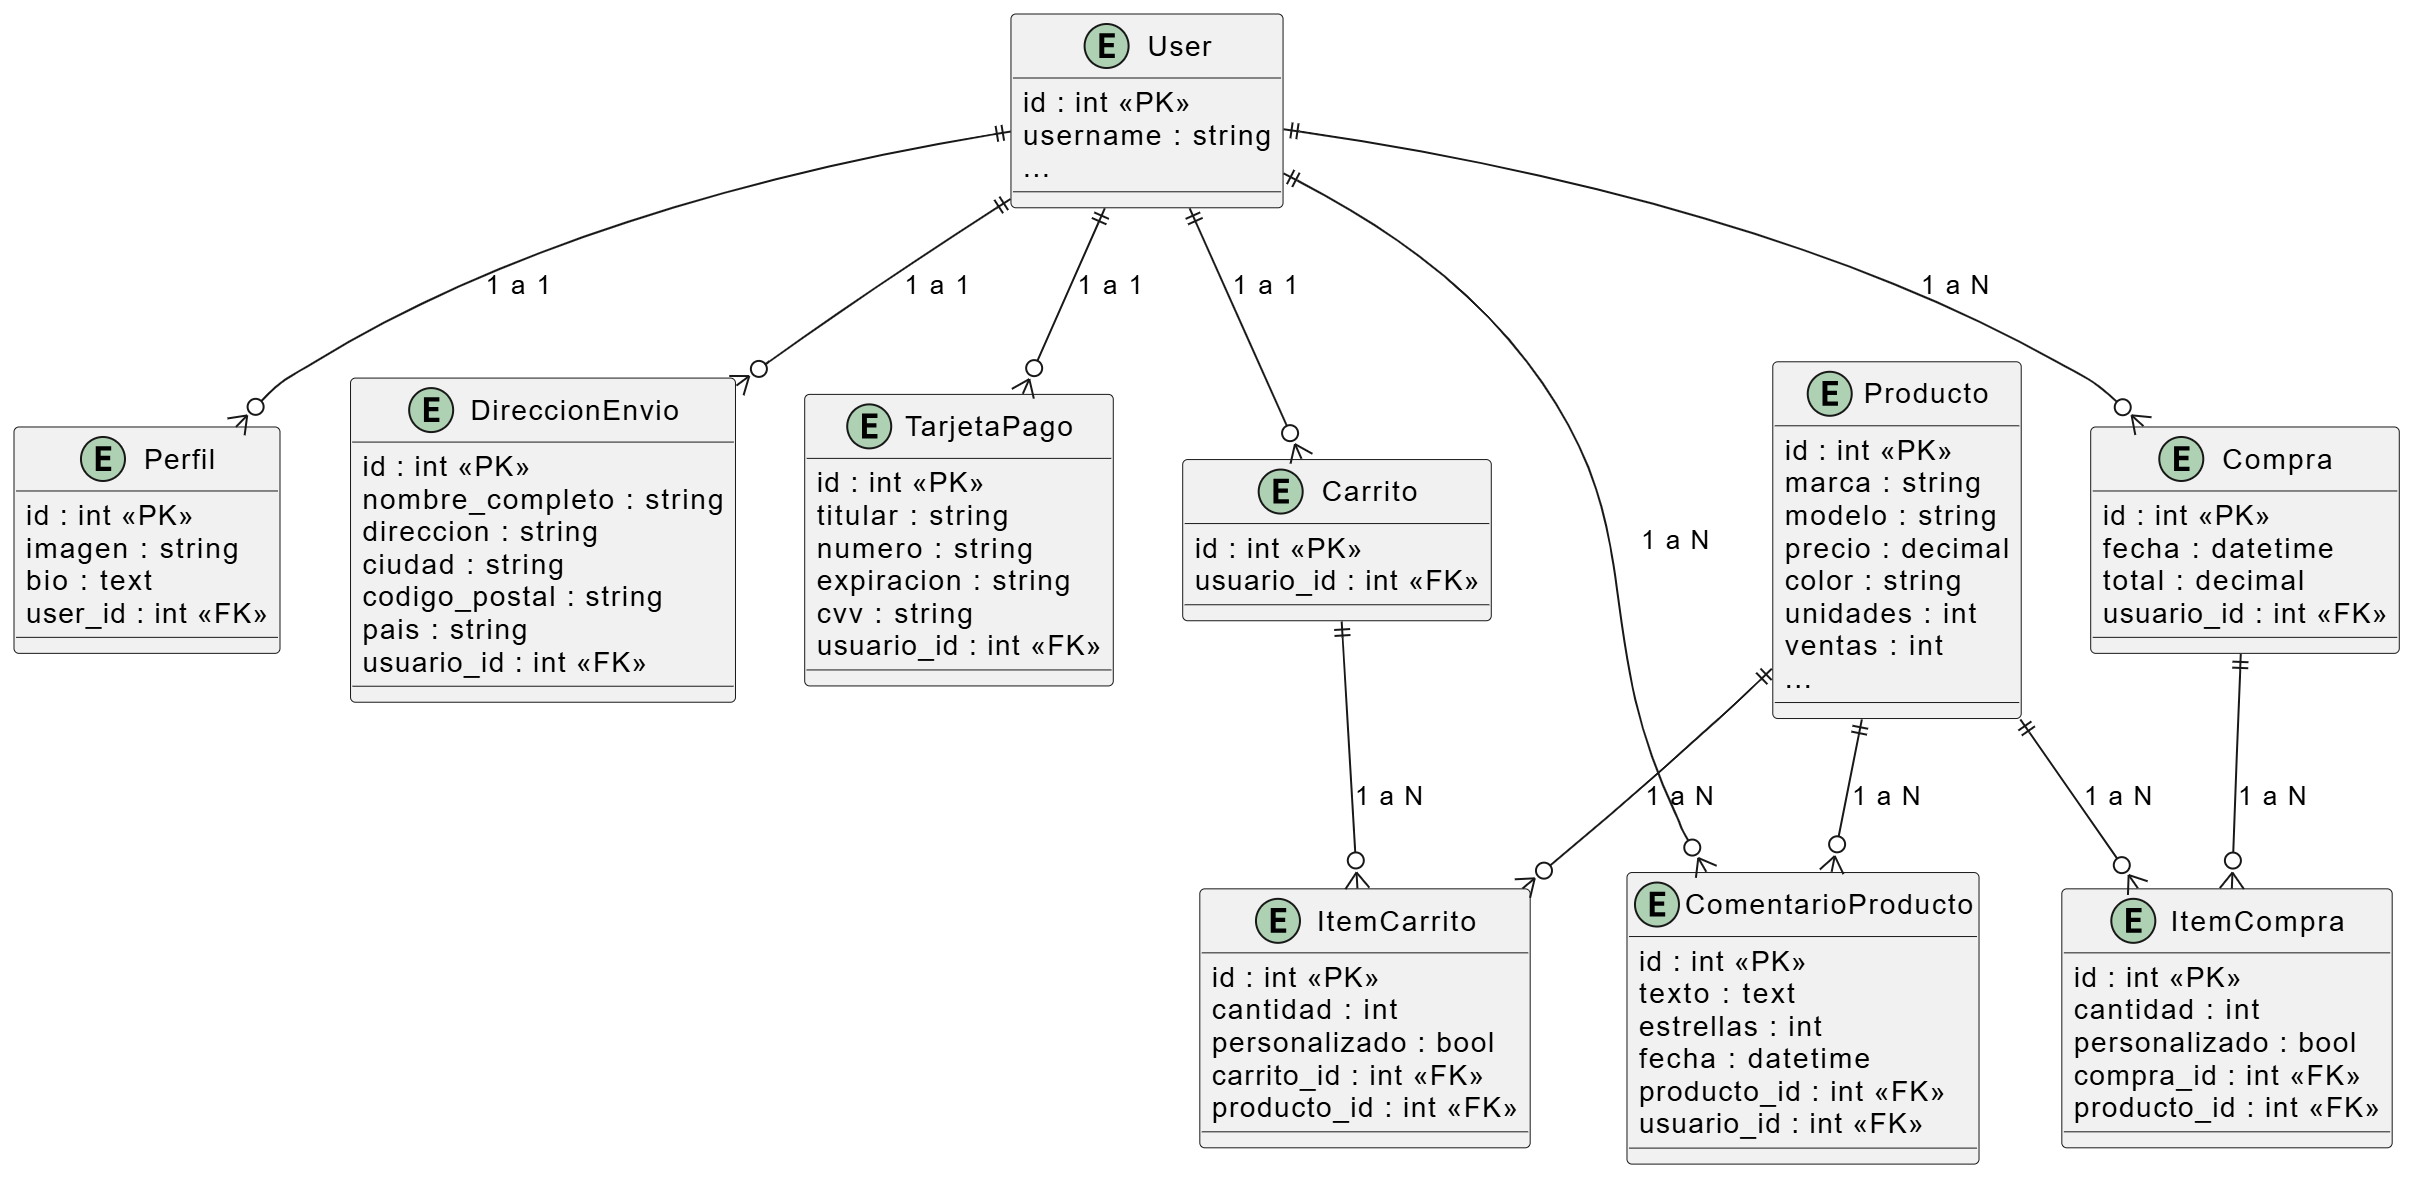 E User
id : int «PK»
username : string
...
1 a 1
1 a 1
1 a 1
1 a 1
1 a N
1 a N
E Perfil
id : int «PK»
imagen : string
bio : text
user_id : int «FK»
E DireccionEnvio
id : int «PK»
nombre_completo : string
direccion : string
ciudad : string
codigo_postal : string
pais : string
usuario_id : int «FK»
E TarjetaPago
id : int «PK»
titular : string
numero : string
expiracion : string
cvv : string
usuario_id : int «FK»
E Carrito
id : int «PK»
usuario_id : int «FK»
E Producto
id : int «PK»
marca : string
modelo : string
precio : decimal
color : string
unidades : int
ventas : int
...
E Compra
id : int «PK»
fecha : datetime
total : decimal
usuario_id : int «FK»
1 a N
1 a N
1 a N
1 a N
1 a N
E ItemCarrito
id : int «PK»
cantidad : int
personalizado : bool
carrito_id : int «FK»
producto_id : int «FK»
E ComentarioProducto
id : int «PK»
texto : text
estrellas : int
fecha : datetime
producto_id : int «FK»
usuario_id : int «FK»
E ItemCompra
id : int «PK»
cantidad : int
personalizado : bool
compra_id : int «FK»
producto_id : int «FK»